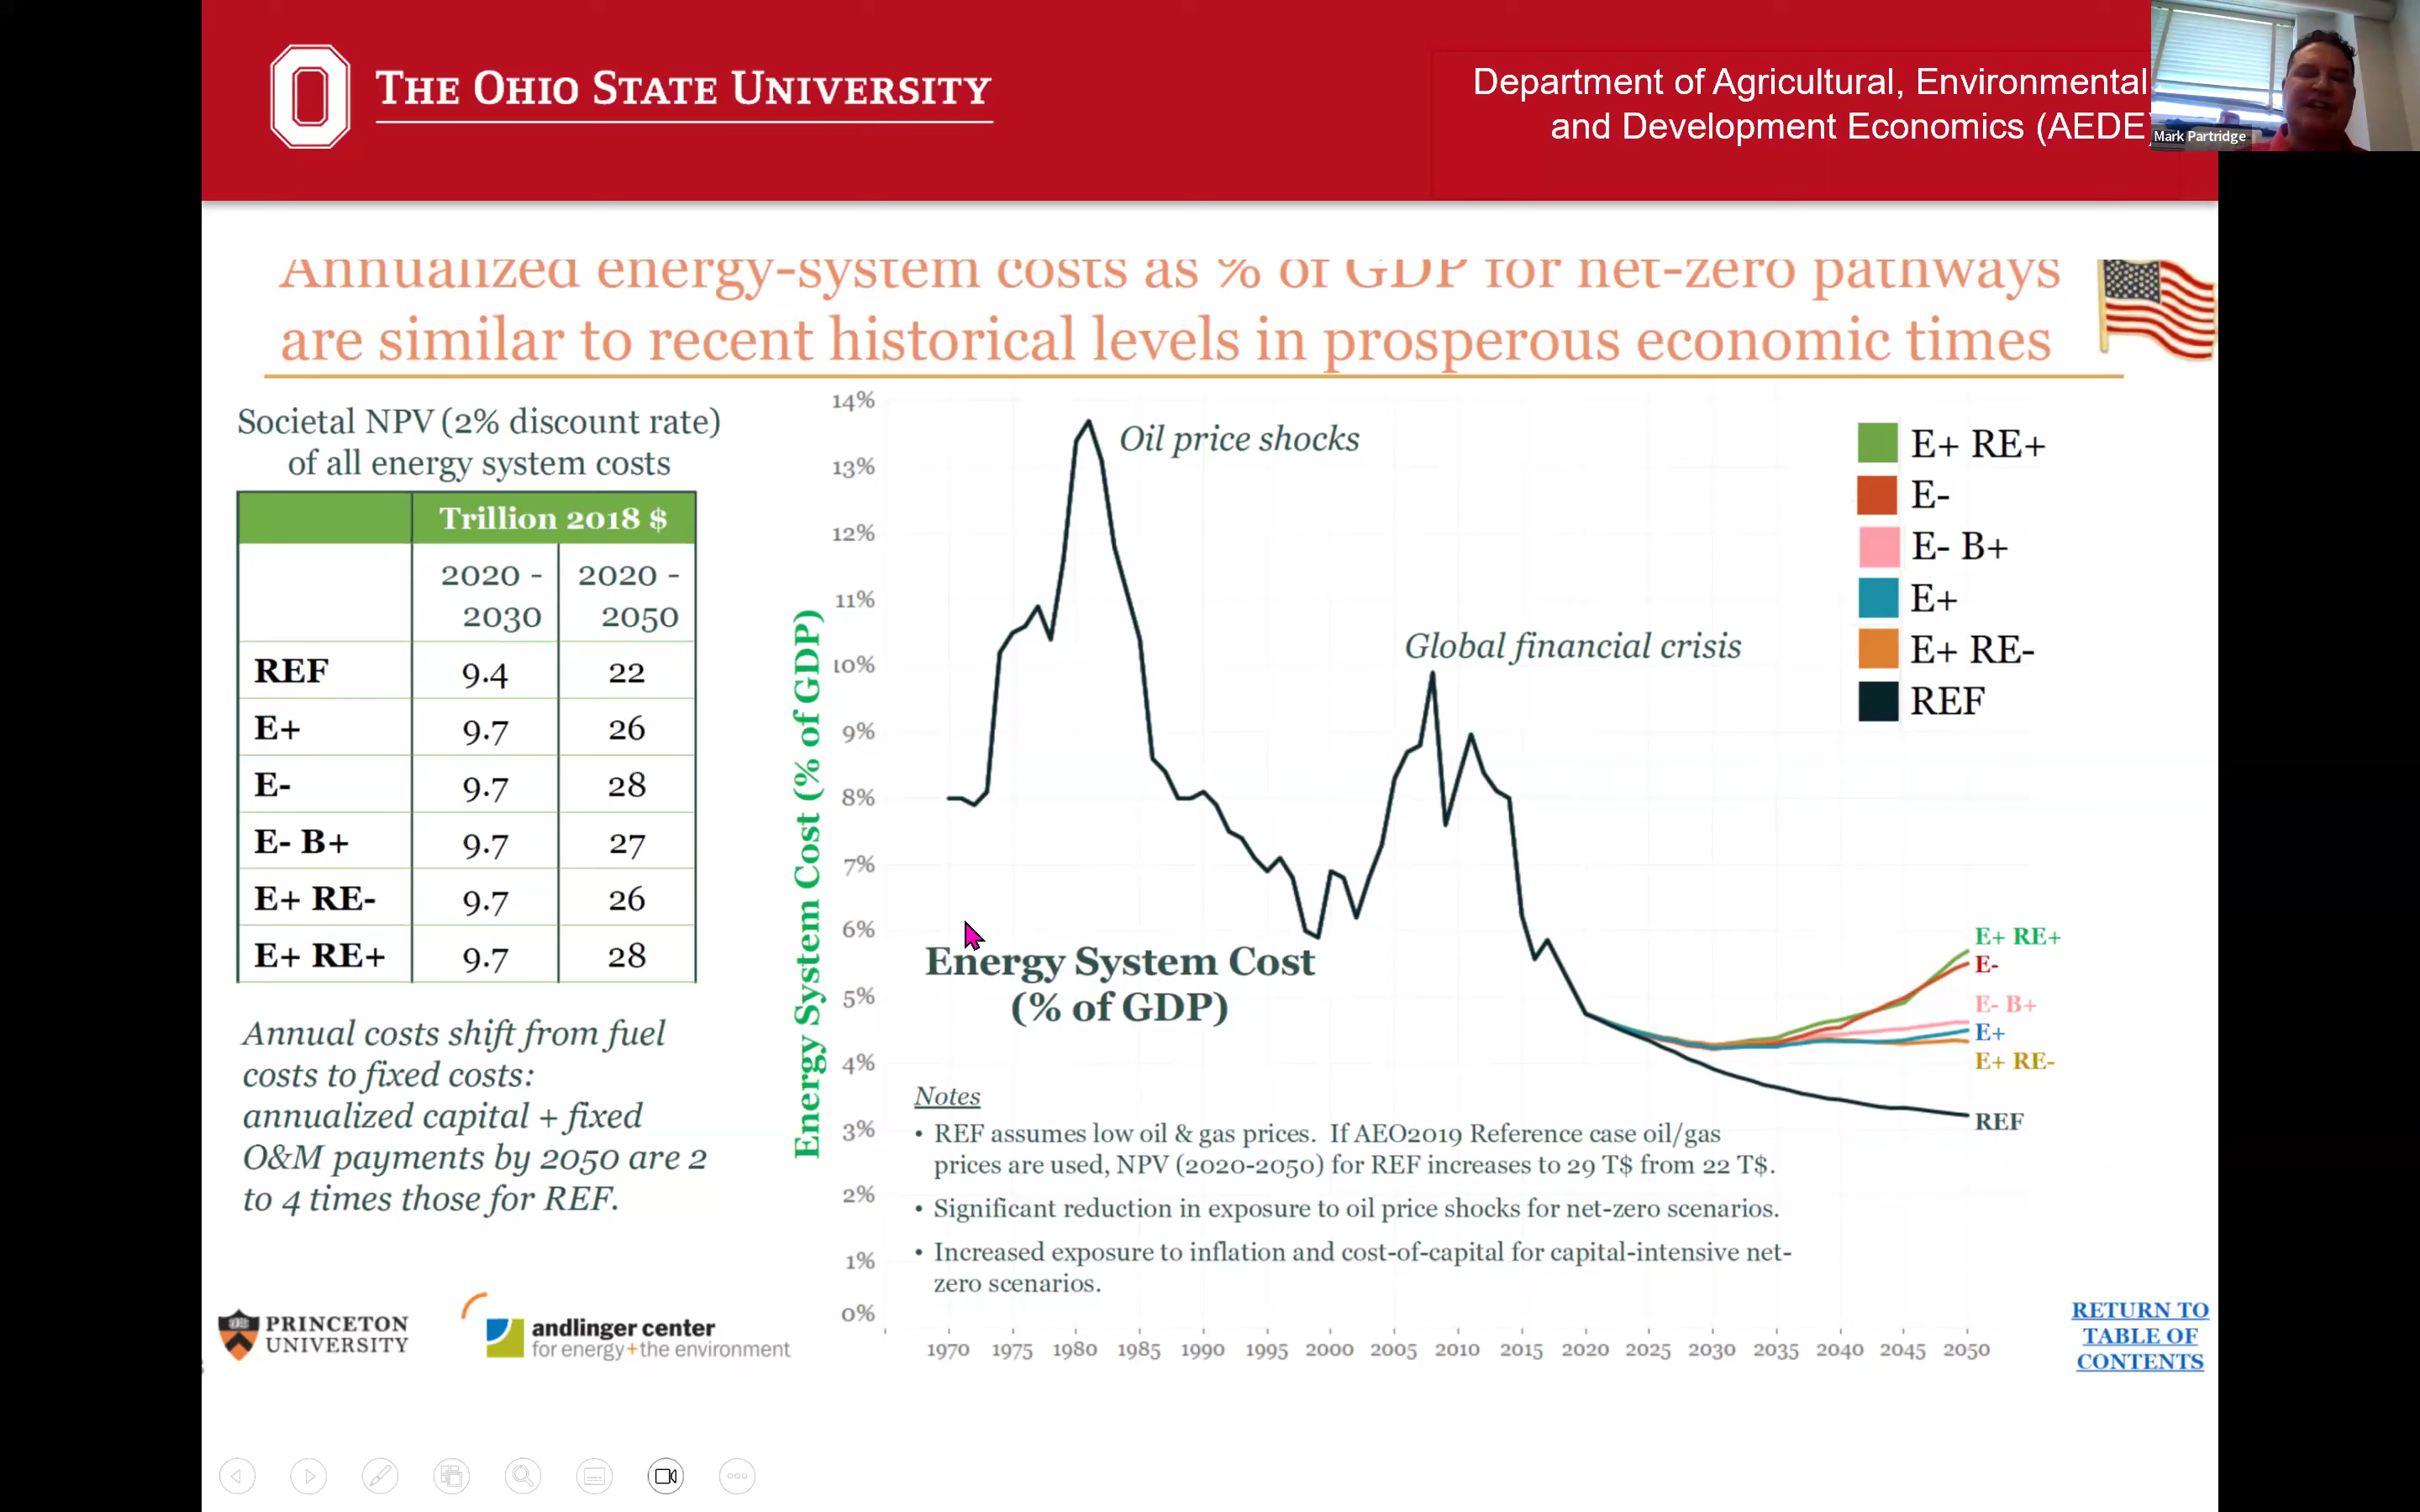 THE OHIO STATE UNIVERSITY
Department of Agricultural, Environmental
and Development Economics (AEDE)
Mark Partridge
Annualized energy-system costs as % of GDP for net-zero pathways
are similar to recent historical levels in prosperous economic times
Societal NPV (2% discount rate)
of all energy system costs
Trillion 2018 $
2020 - 2030 2020 - 2050
REF 9.4 22
E+ 9.7 26
E- 9.7 28
E- B+ 9.7 27
E+ RE- 9.7 26
E+ RE+ 9.7 28
Annual costs shift from fuel
costs to fixed costs:
annualized capital + fixed
O&M payments by 2050 are 2
to 4 times those for REF.
PRINCETON
UNIVERSITY
andlinger center
for energy+the environment
Energy System Cost (% of GDP)
14%
13%
12%
11%
10%
9%
8%
7%
6%
5%
4%
3%
2%
1%
0%
Oil price shocks
Global financial crisis
Energy System Cost
(% of GDP)
E+ RE+
E-
E- B+
E+
E+ RE-
REF
E+ RE+
E-
E- B+
E+
E+ RE-
REF
Notes
• REF assumes low oil & gas prices. If AEO2019 Reference case oil/gas
prices are used, NPV (2020-2050) for REF increases to 29 T$ from 22 T$.
• Significant reduction in exposure to oil price shocks for net-zero scenarios.
• Increased exposure to inflation and cost-of-capital for capital-intensive net-
zero scenarios.
1970 1975 1980 1985 1990 1995 2000 2005 2010 2015 2020 2025 2030 2035 2040 2045 2050
RETURN TO
TABLE OF
CONTENTS